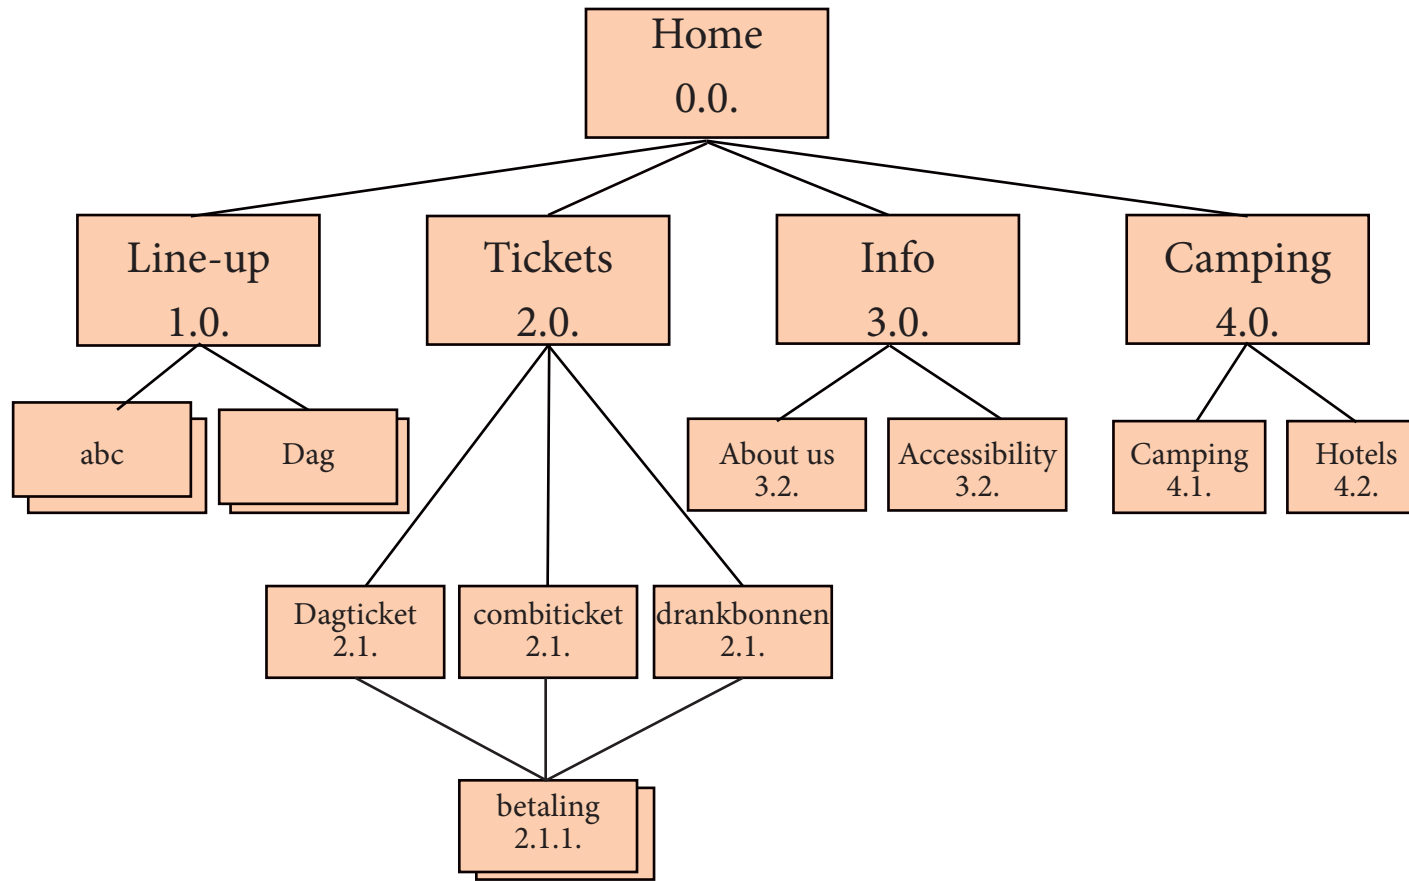 Home
0.0.
Line-up
1.0.
Tickets
2.0.
Info
3.0.
Camping
4.0.
abc
Dag
About us
3.2.
Accessibility
3.2.
Camping
4.1.
Hotels
4.2.
Dagticket
2.1.
combiticket
2.1.
drankbonnen
2.1.
betaling
2.1.1.